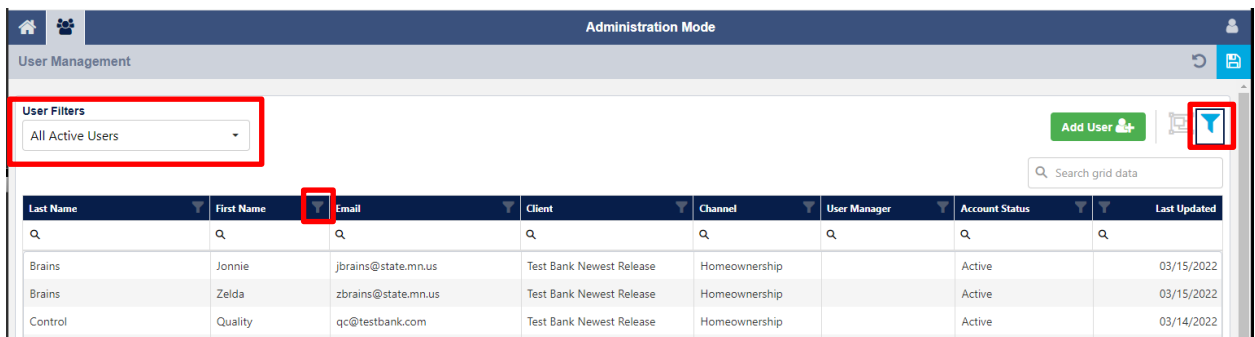 Administration Mode
User Management
User Filters
All Active Users
Add User
Search grid data
Last Name First Name Email Client Channel User Manager Account Status Last Updated
Brains Jonnie jbrains@state.mn.us Test Bank Newest Release Homeownership Active 03/15/2022
Brains Zelda zbrains@state.mn.us Test Bank Newest Release Homeownership Active 03/15/2022
Control Quality qc@testbank.com Test Bank Newest Release Homeownership Active 03/14/2022